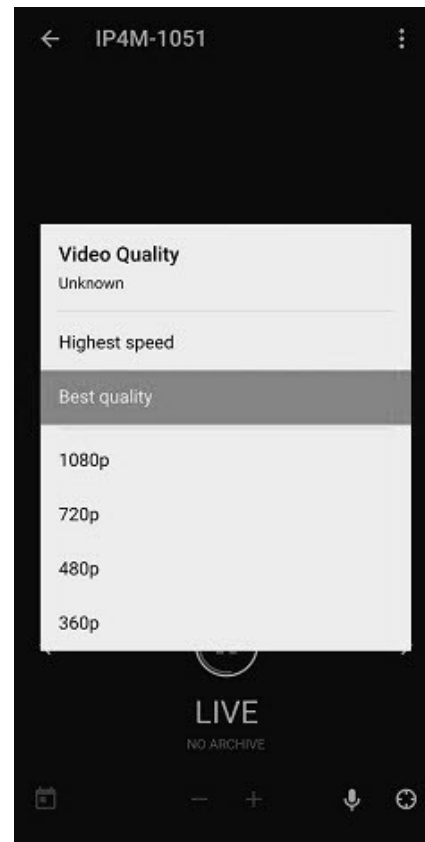 IP4M-1051
Video Quality
Unknown
Highest speed
Best quality
1080p
720p
480p
360p
LIVE
NO ARCHIVE